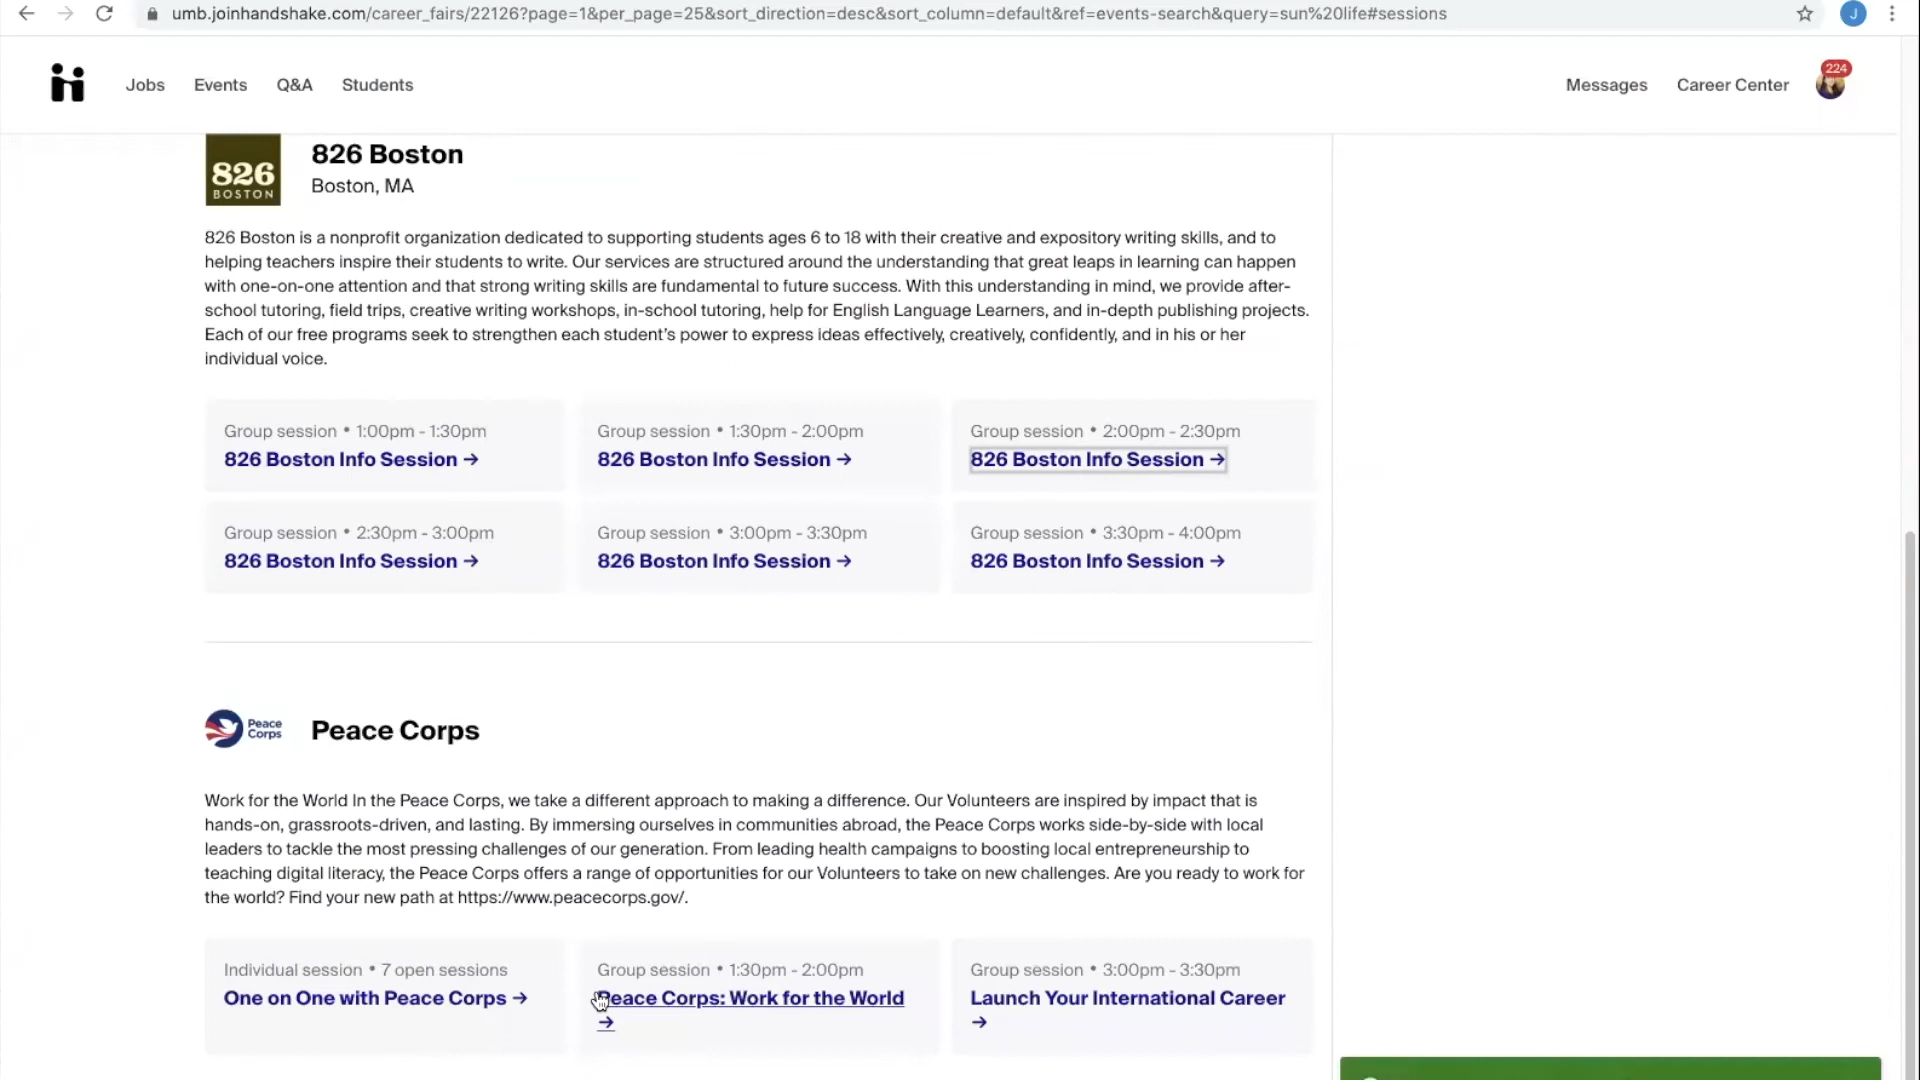 umb.joinhandshake.com/career_fairs/22126?page=1&per_page=25&sort_direction=desc&sort_column=default&ref=events-search&query=sun%20life#sessions
J
Jobs Events Q&A Students
Messages Career Center 224
826 BOSTON
826 Boston
Boston, MA
826 Boston is a nonprofit organization dedicated to supporting students ages 6 to 18 with their creative and expository writing skills, and to
helping teachers inspire their students to write. Our services are structured around the understanding that great leaps in learning can happen
with one-on-one attention and that strong writing skills are fundamental to future success. With this understanding in mind, we provide after-
school tutoring, field trips, creative writing workshops, in-school tutoring, help for English Language Learners, and in-depth publishing projects.
Each of our free programs seek to strengthen each student's power to express ideas effectively, creatively, confidently, and in his or her
individual voice.
Group session • 1:00pm - 1:30pm
826 Boston Info Session →
Group session • 1:30pm - 2:00pm
826 Boston Info Session →
Group session • 2:00pm - 2:30pm
826 Boston Info Session →
Group session • 2:30pm - 3:00pm
826 Boston Info Session →
Group session • 3:00pm - 3:30pm
826 Boston Info Session →
Group session • 3:30pm - 4:00pm
826 Boston Info Session →
Peace
Corps
Peace Corps
Work for the World In the Peace Corps, we take a different approach to making a difference. Our Volunteers are inspired by impact that is
hands-on, grassroots-driven, and lasting. By immersing ourselves in communities abroad, the Peace Corps works side-by-side with local
leaders to tackle the most pressing challenges of our generation. From leading health campaigns to boosting local entrepreneurship to
teaching digital literacy, the Peace Corps offers a range of opportunities for our Volunteers to take on new challenges. Are you ready to work for
the world? Find your new path at https://www.peacecorps.gov/.
Individual session • 7 open sessions
One on One with Peace Corps →
Group session • 1:30pm - 2:00pm
Peace Corps: Work for the World
→
Group session • 3:00pm - 3:30pm
Launch Your International Career
→